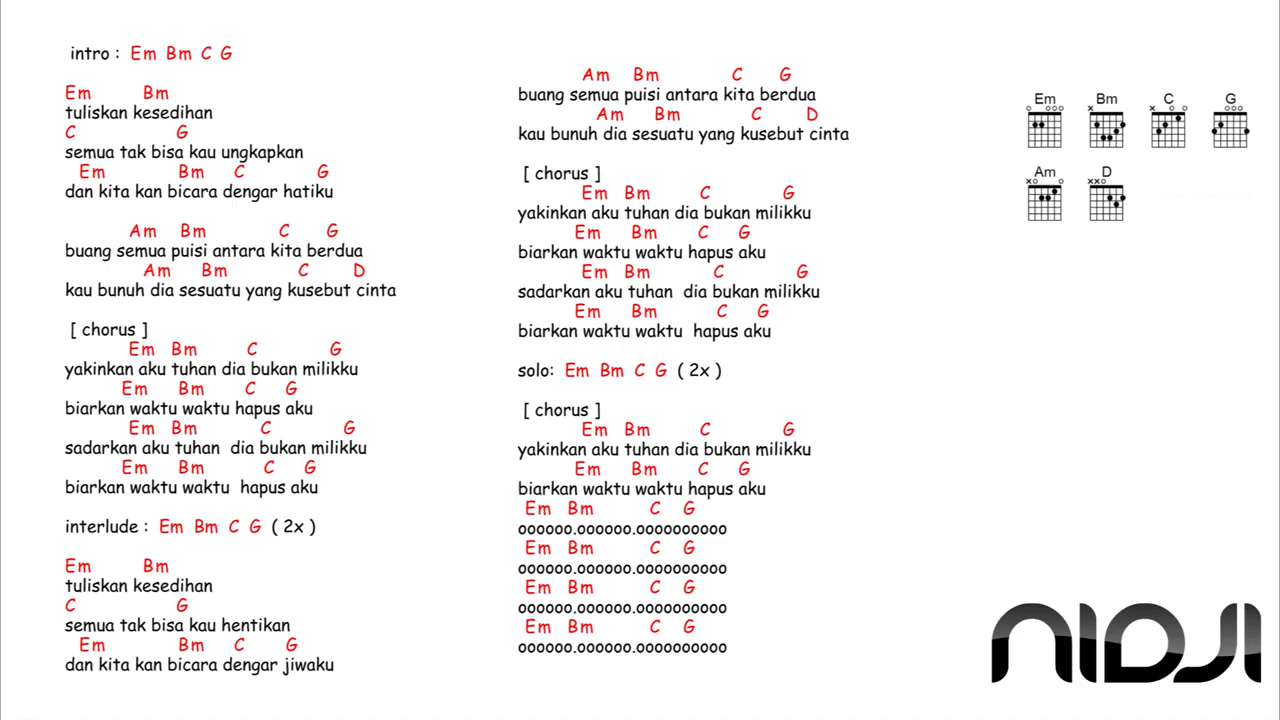 intro : Em Bm C G
Em Bm
tuliskan kesedihan
C G
semua tak bisa kau ungkapkan
Em Bm C G
dan kita kan bicara dengar hatiku
Am Bm C G
buang semua puisi antara kita berdua
Am Bm C D
kau bunuh dia sesuatu yang kusebut cinta
[ chorus ]
Em Bm C G
yakinkan aku tuhan dia bukan milikku
Em Bm C G
biarkan waktu waktu hapus aku
Em Bm C G
sadarkan aku tuhan dia bukan milikku
Em Bm C G
biarkan waktu waktu hapus aku
interlude : Em Bm C G ( 2x )
Em Bm
tuliskan kesedihan
C G
semua tak bisa kau hentikan
Em Bm C G
dan kita kan bicara dengar jiwaku
Am Bm C G
buang semua puisi antara kita berdua
Am Bm C D
kau bunuh dia sesuatu yang kusebut cinta
[ chorus ]
Em Bm C G
yakinkan aku tuhan dia bukan milikku
Em Bm C G
biarkan waktu waktu hapus aku
Em Bm C G
sadarkan aku tuhan dia bukan milikku
Em Bm C G
biarkan waktu waktu hapus aku
solo: Em Bm C G ( 2x )
[ chorus ]
Em Bm C G
yakinkan aku tuhan dia bukan milikku
Em Bm C G
biarkan waktu waktu hapus aku
Em Bm C G
oooooo.oooooo.oooooooooo
Em Bm C G
oooooo.oooooo.oooooooooo
Em Bm C G
oooooo.oooooo.oooooooooo
Em Bm C G
oooooo.oooooo.oooooooooo
Em Bm C G
Am D
NIDJI